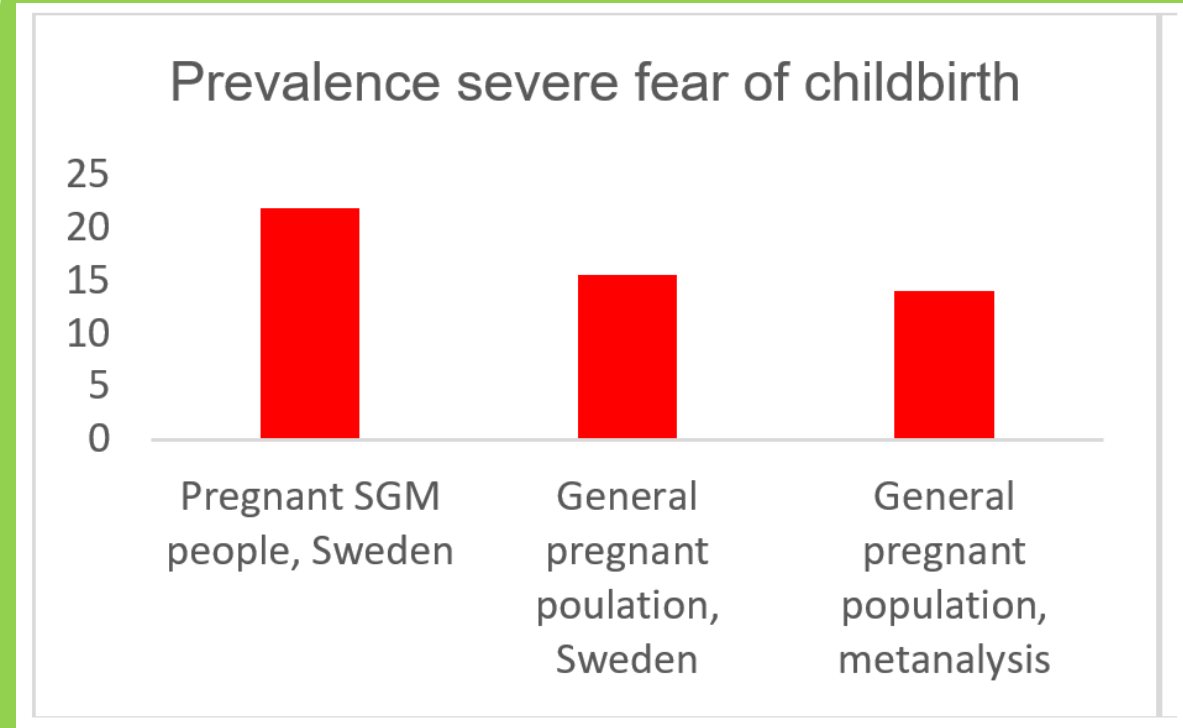 Prevalence severe fear of childbirth
25
20
15
10
5
0
Pregnant SGM
people, Sweden
General
pregnant
poulation,
Sweden
General
pregnant
population,
metanalysis